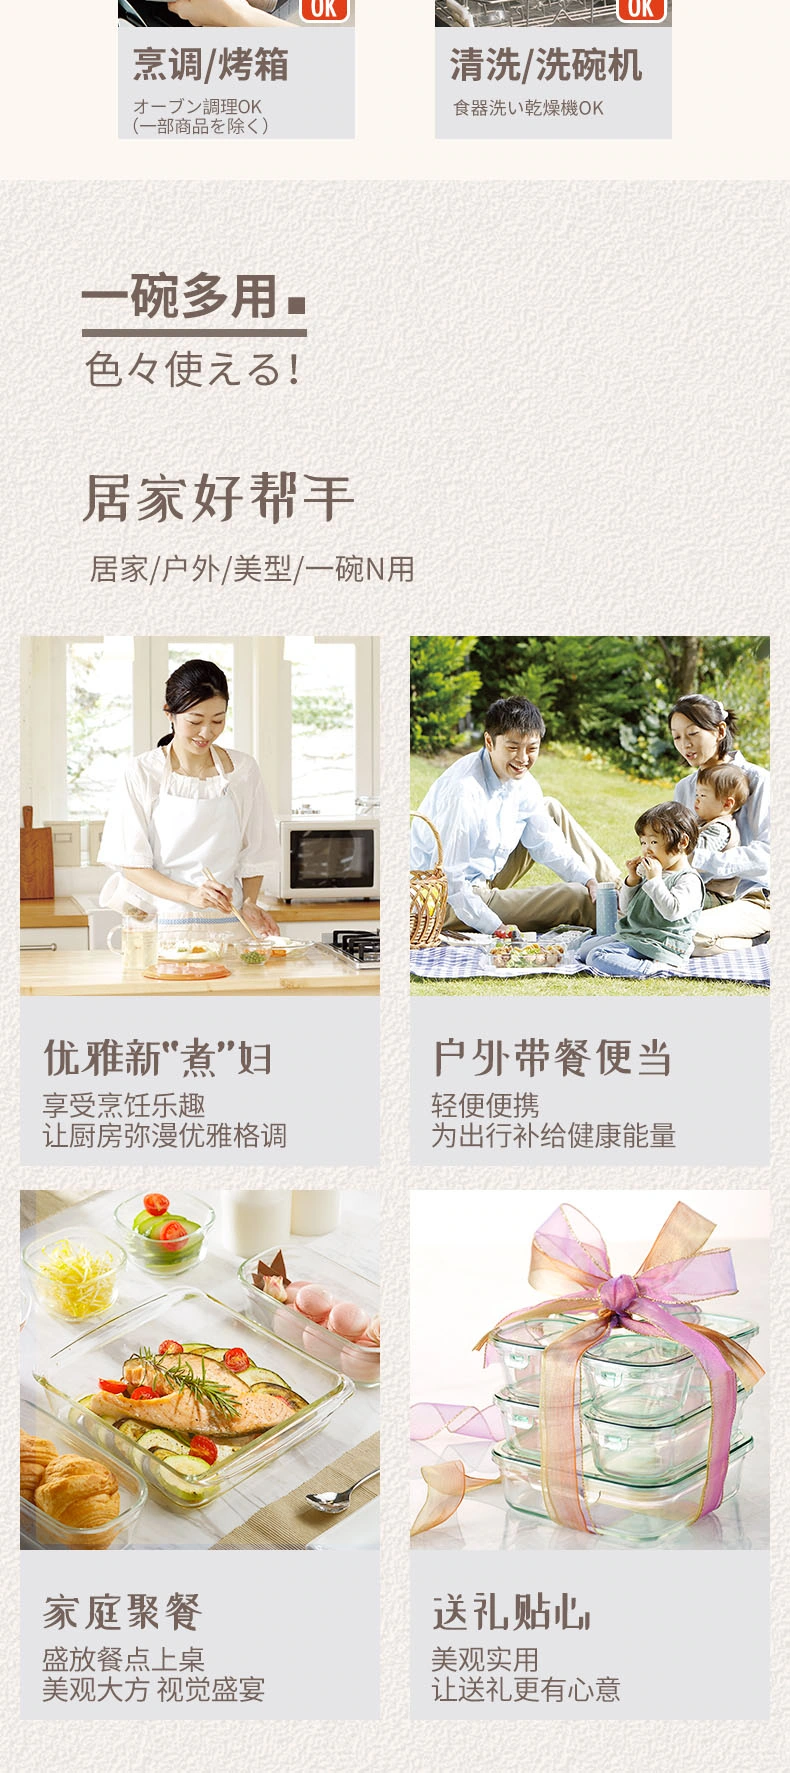 OK
OK
烹调/烤箱
オーブン調理OK
(一部商品を除く)
清洗/洗碗机
食器洗い乾燥機OK
一碗多用■
色々使える!
居家好帮手
居家/户外/美型/一碗N用
优雅新“煮”妇
享受烹饪乐趣
让厨房弥漫优雅格调
户外带餐便当
轻便便携
为出行补给健康能量
家庭聚餐
盛放餐点上桌
美观大方 视觉盛宴
送礼贴心
美观实用
让送礼更有心意